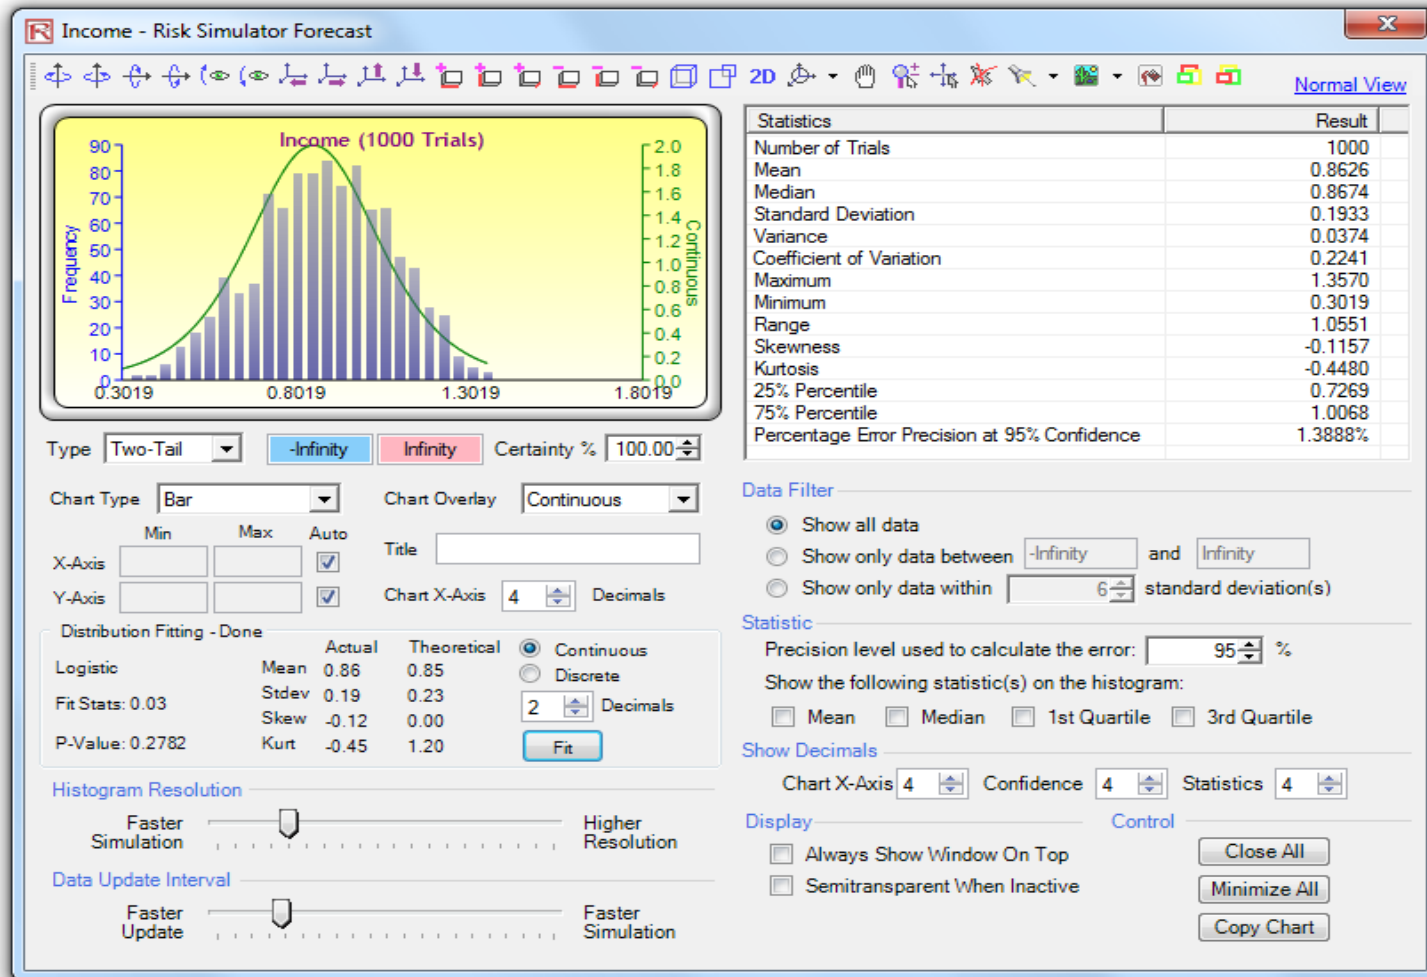 Income - Risk Simulator Forecast
2D
Normal View
Income (1000 Trials)
Frequency
90
80
70
60
50
40
30
20
10
0
2.0
1.8
1.6
1.4
1.2
1.0
0.8
0.6
0.4
0.2
0.0
Continuous
0.3019 0.8019 1.3019 1.8019
Type Two-Tail -Infinity Infinity Certainty % 100.00
Chart Type Bar Chart Overlay Continuous
Min Max Auto
X-Axis
Y-Axis
Title
Chart X-Axis 4 Decimals
Distribution Fitting - Done
Actual Theoretical
Logistic Mean 0.86 0.85
Fit Stats: 0.03 Stdev 0.19 0.23
Skew -0.12 0.00
P-Value: 0.2782 Kurt -0.45 1.20
Continuous
Discrete
2 Decimals
Fit
Histogram Resolution
Faster Simulation
Higher Resolution
Data Update Interval
Faster Update
Faster Simulation
Statistics Result
Number of Trials 1000
Mean 0.8626
Median 0.8674
Standard Deviation 0.1933
Variance 0.0374
Coefficient of Variation 0.2241
Maximum 1.3570
Minimum 0.3019
Range 1.0551
Skewness -0.1157
Kurtosis -0.4480
25% Percentile 0.7269
75% Percentile 1.0068
Percentage Error Precision at 95% Confidence 1.3888%
Data Filter
Show all data
Show only data between -Infinity and Infinity
Show only data within 6 standard deviation(s)
Statistic
Precision level used to calculate the error: 95 %
Show the following statistic(s) on the histogram:
Mean Median 1st Quartile 3rd Quartile
Show Decimals
Chart X-Axis 4 Confidence 4 Statistics 4
Display
Always Show Window On Top
Semitransparent When Inactive
Control
Close All
Minimize All
Copy Chart